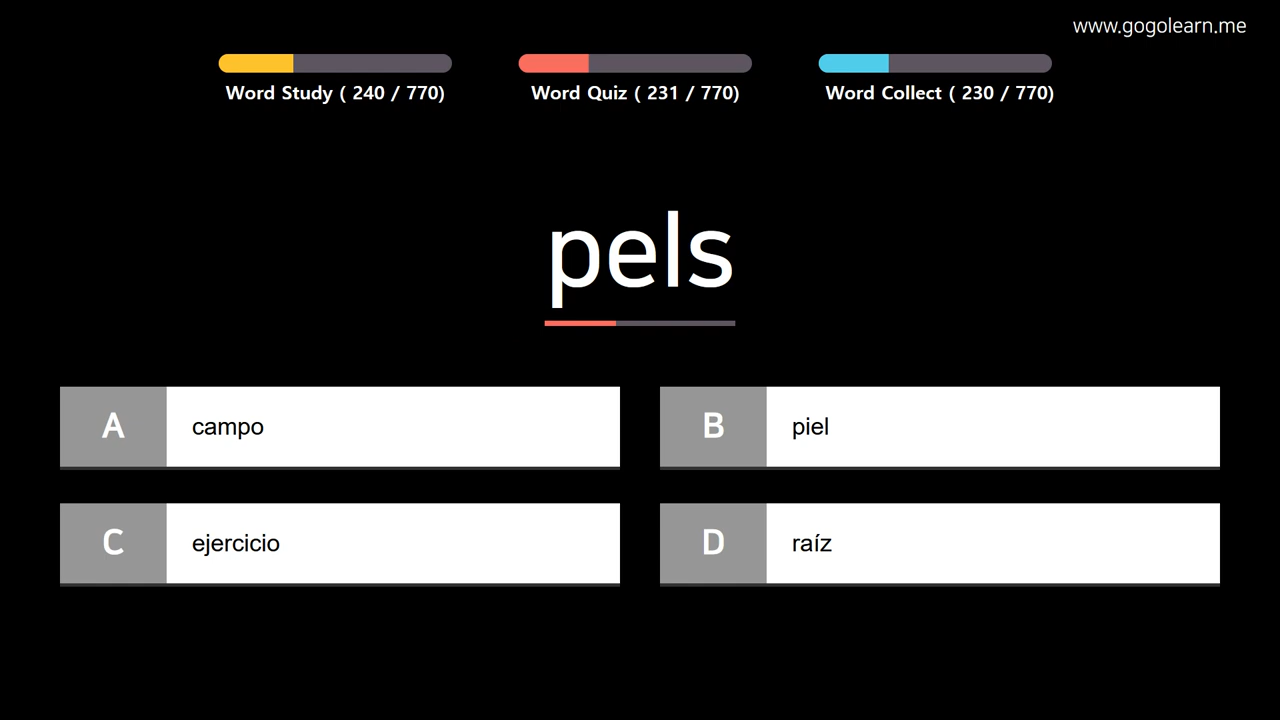 www.gogolearn.me
Word Study ( 240 / 770)
Word Quiz ( 231 / 770)
Word Collect ( 230 / 770)
pels
A campo
B piel
C ejercicio
D raíz